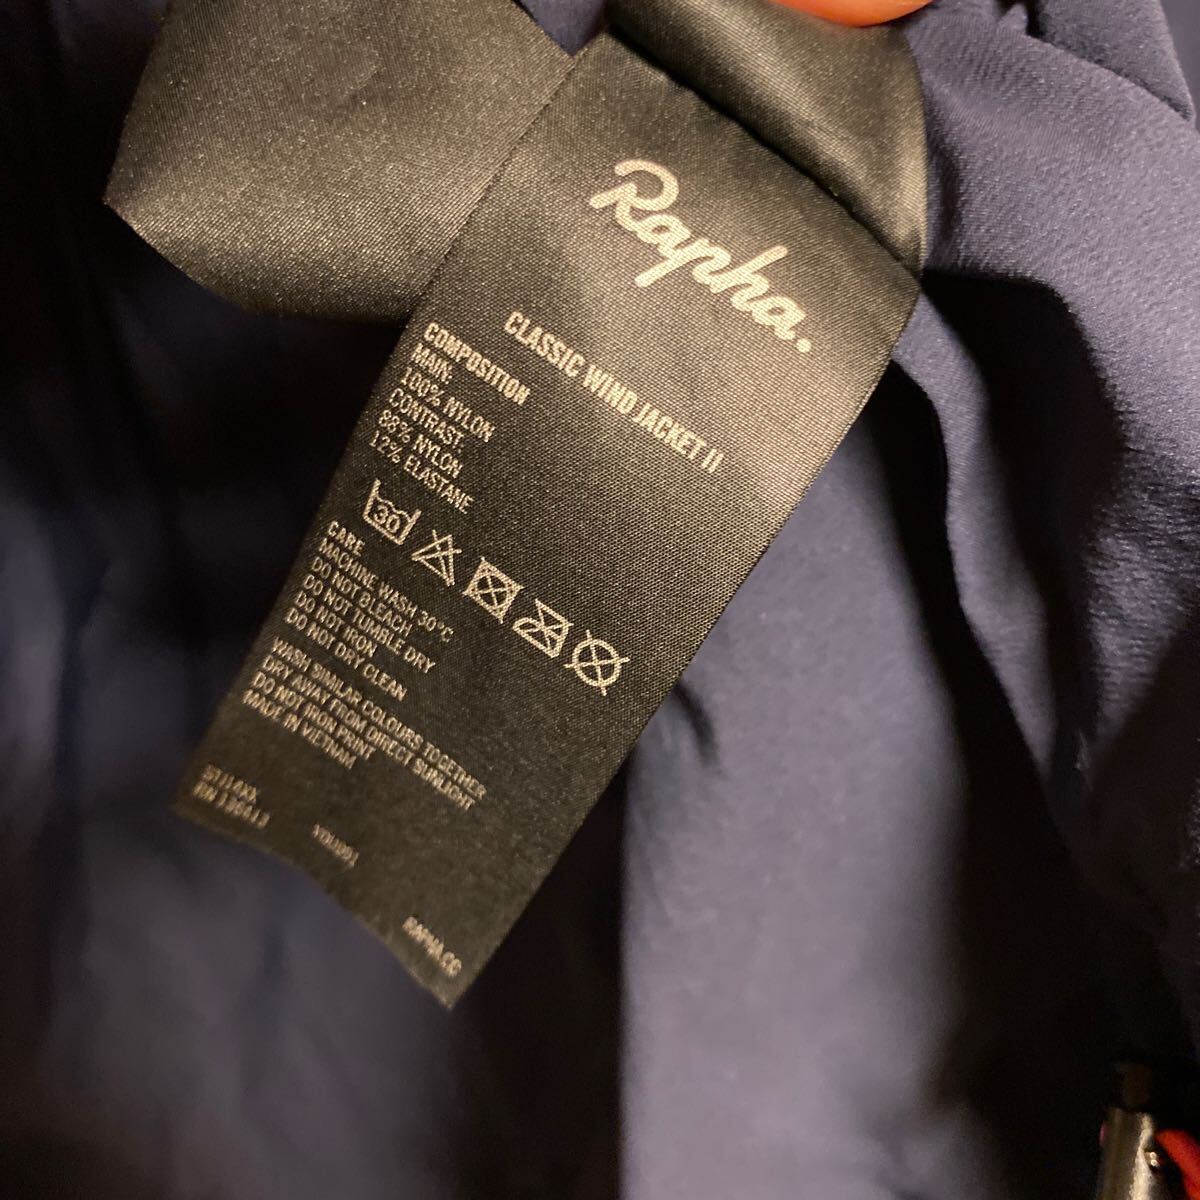 Rapha.
CLASSIC WIND JACKET II
COMPOSITION
MAIN:
100% NYLON
CONTRAST:
88% NYLON,
12% ELASTANE
30
CARE
MACHINE WASH 30°C
DO NOT BLEACH
DO NOT TUMBLE DRY
DO NOT IRON
DO NOT DRY CLEAN
WASH SIMILAR COLOURS TOGETHER
DRY AWAY FROM DIRECT SUNLIGHT
DO NOT IRON PRINT
MADE IN VIETNAM
RAPHA.CC